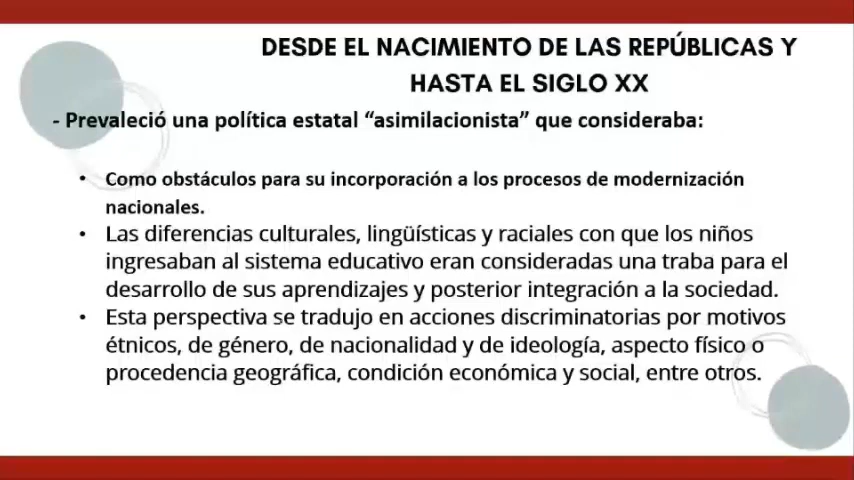 DESDE EL NACIMIENTO DE LAS REPÚBLICAS Y
HASTA EL SIGLO XX
- Prevaleció una política estatal “asimilacionista” que consideraba:
• Como obstáculos para su incorporación a los procesos de modernización
nacionales.
• Las diferencias culturales, lingüísticas y raciales con que los niños
ingresaban al sistema educativo eran consideradas una traba para el
desarrollo de sus aprendizajes y posterior integración a la sociedad.
• Esta perspectiva se tradujo en acciones discriminatorias por motivos
étnicos, de género, de nacionalidad y de ideología, aspecto físico o
procedencia geográfica, condición económica y social, entre otros.